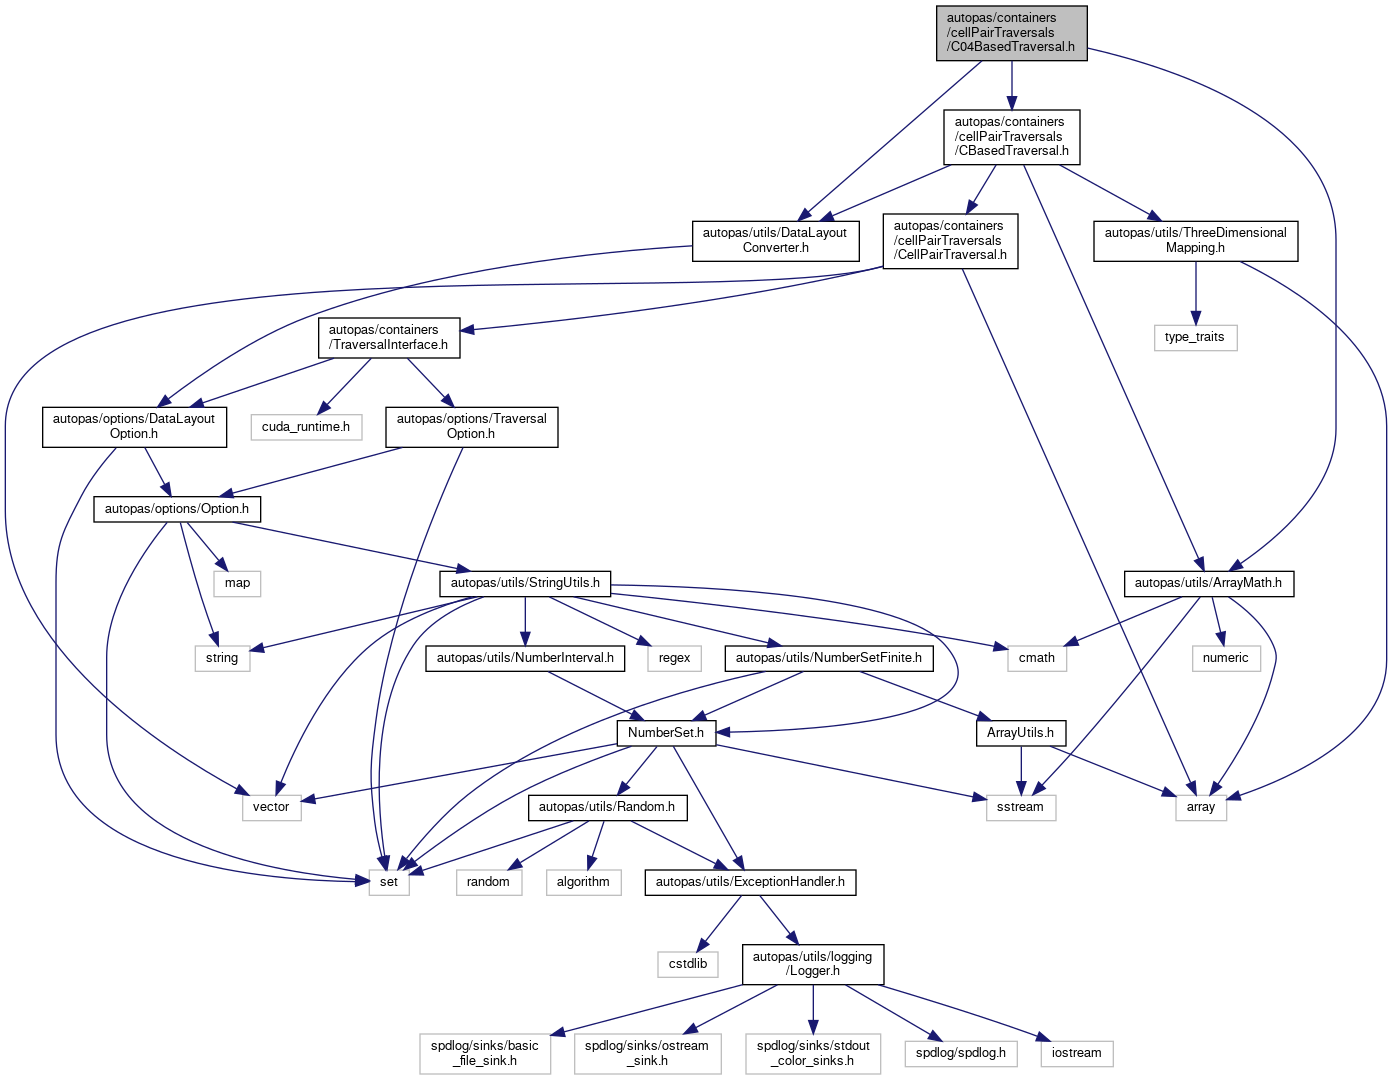 autopas/containers
/cellPairTraversals
/C04BasedTraversal.h
autopas/containers
/cellPairTraversals
/CBasedTraversal.h
autopas/utils/DataLayout
Converter.h
autopas/containers
/cellPairTraversals
/CellPairTraversal.h
autopas/utils/ThreeDimensional
Mapping.h
autopas/containers
/TraversalInterface.h
type_traits
autopas/options/DataLayout
Option.h
cuda_runtime.h
autopas/options/Traversal
Option.h
autopas/options/Option.h
map
autopas/utils/StringUtils.h
autopas/utils/ArrayMath.h
string
autopas/utils/NumberInterval.h
regex
autopas/utils/NumberSetFinite.h
cmath
numeric
NumberSet.h
ArrayUtils.h
vector
autopas/utils/Random.h
sstream
array
set
random
algorithm
autopas/utils/ExceptionHandler.h
cstdlib
autopas/utils/logging
/Logger.h
spdlog/sinks/basic
_file_sink.h
spdlog/sinks/ostream
_sink.h
spdlog/sinks/stdout
_color_sinks.h
spdlog/spdlog.h
iostream